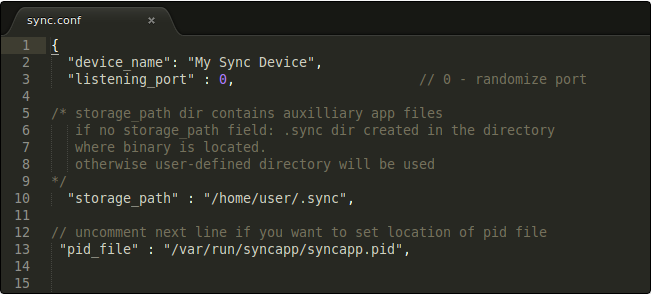 sync.conf ×
1 {
2 "device_name": "My Sync Device",
3 "listening_port" : 0, // 0 - randomize port
4
5 /* storage_path dir contains auxilliary app files
6 if no storage_path field: .sync dir created in the directory
7 where binary is located.
8 otherwise user-defined directory will be used
9 */
10 "storage_path" : "/home/user/.sync",
11
12 // uncomment next line if you want to set location of pid file
13 "pid_file" : "/var/run/syncapp/syncapp.pid",
14
15